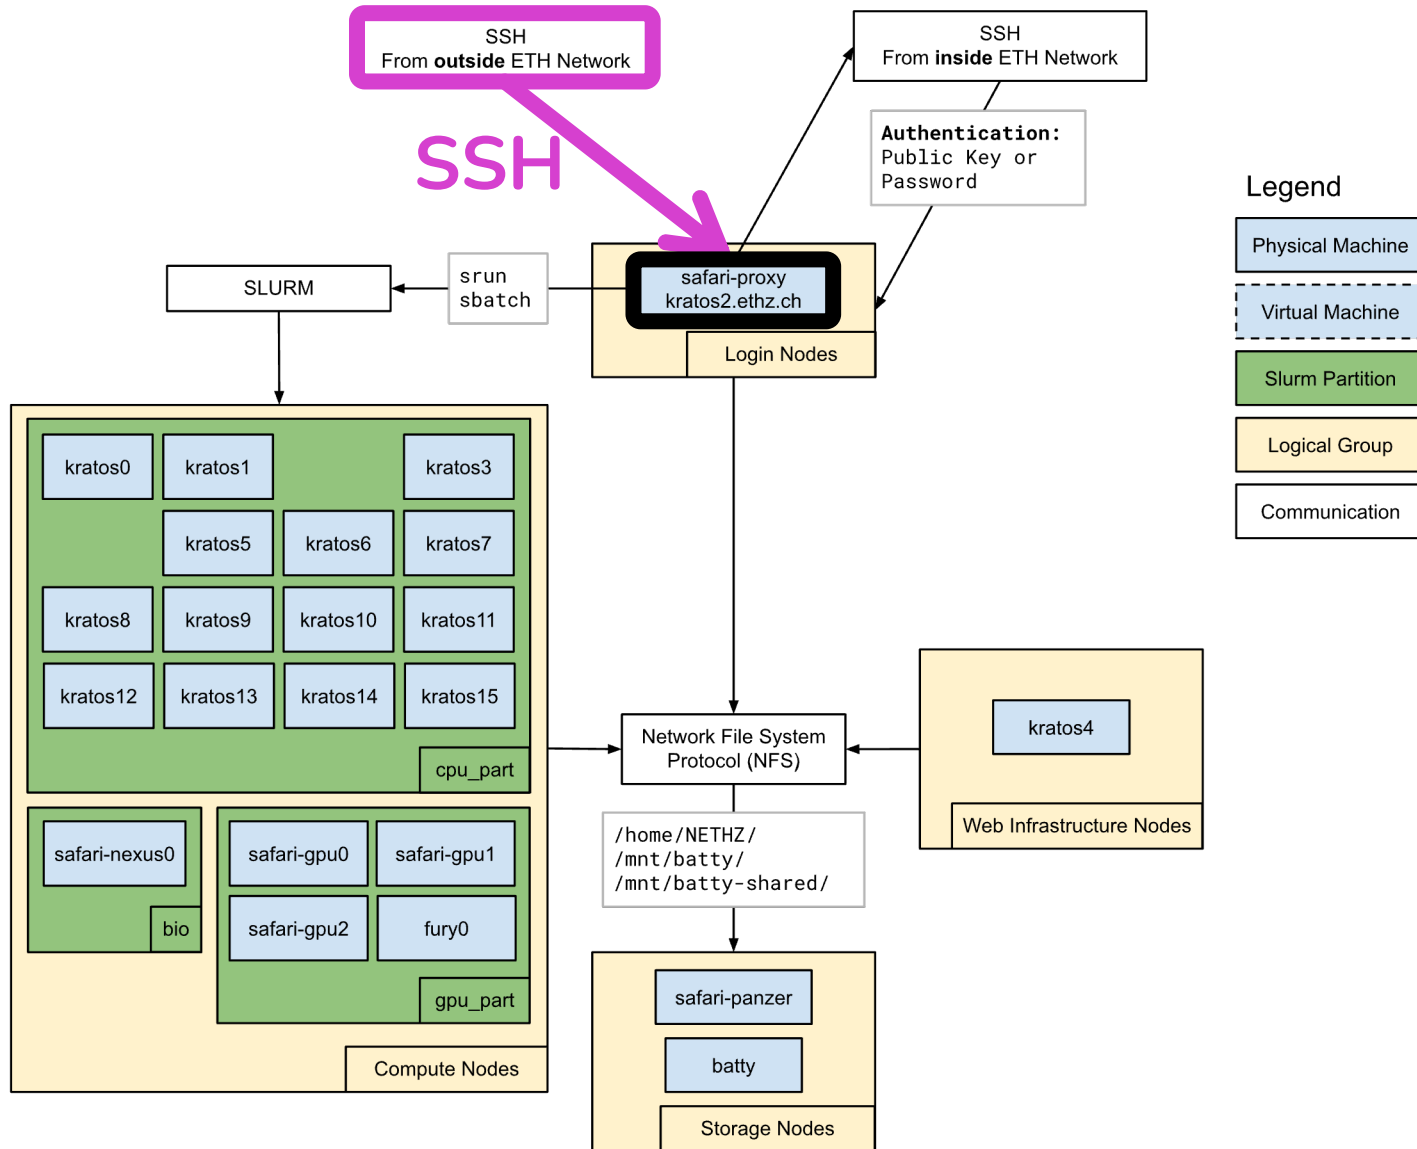 SSH
From outside ETH Network
SSH
From inside ETH Network
SSH
Authentication:
Public Key or
Password
Legend
Physical Machine
Virtual Machine
Slurm Partition
Logical Group
Communication
safari-proxy
kratos2.ethz.ch
Login Nodes
srun
sbatch
SLURM
kratos0
kratos1
kratos3
kratos5
kratos6
kratos7
kratos8
kratos9
kratos10
kratos11
kratos12
kratos13
kratos14
kratos15
cpu_part
safari-nexus0
bio
safari-gpu0
safari-gpu1
safari-gpu2
fury0
gpu_part
Compute Nodes
Network File System
Protocol (NFS)
kratos4
Web Infrastructure Nodes
/home/NETHZ/
/mnt/batty/
/mnt/batty-shared/
safari-panzer
batty
Storage Nodes